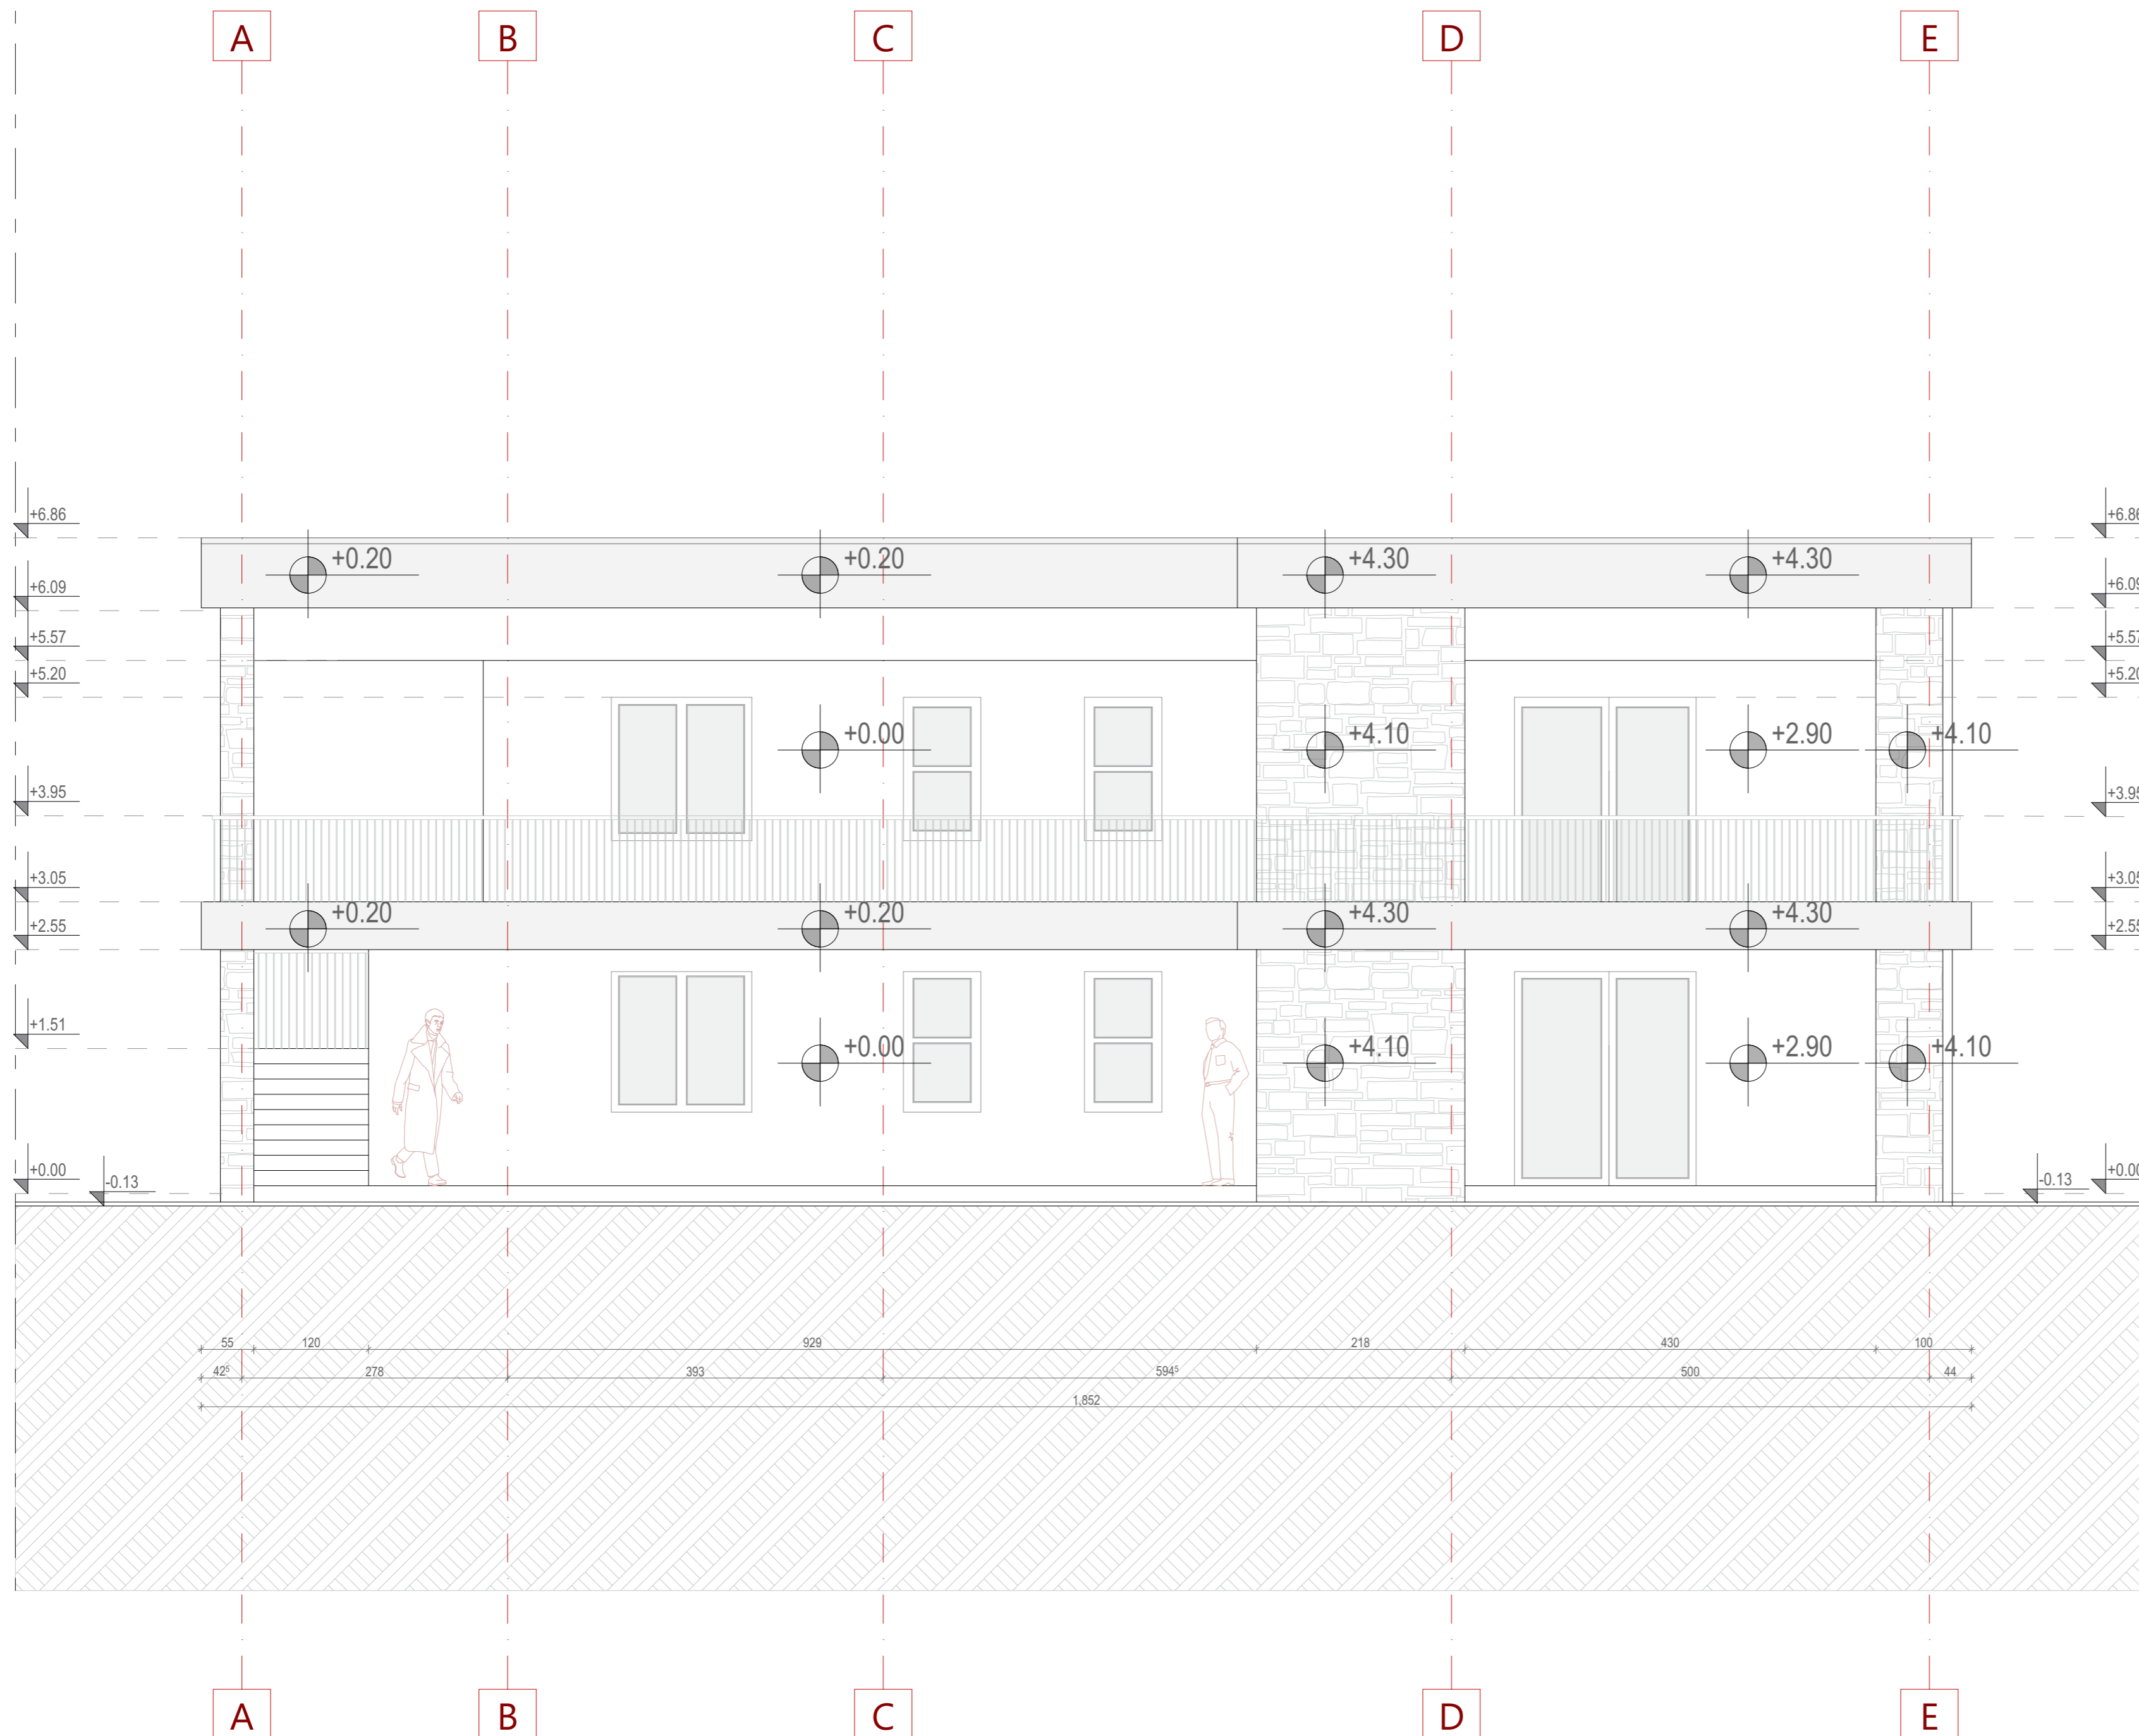 A B C D E
+6.86 +6.86
+0.20 +0.20 +4.30 +4.30
+6.09 +6.09
+5.57 +5.57
+5.20 +5.20
+0.00 +4.10 +2.90 +4.10
+3.95 +3.95
+3.05 +3.05
+0.20 +0.20 +4.30 +4.30
+2.55 +2.55
+1.51
+0.00 +4.10 +2.90 +4.10
+0.00 +0.00
-0.13 -0.13
55 120 929 218 430 100
42⁵ 278 393 594⁵ 500 44
1,852
A B C D E